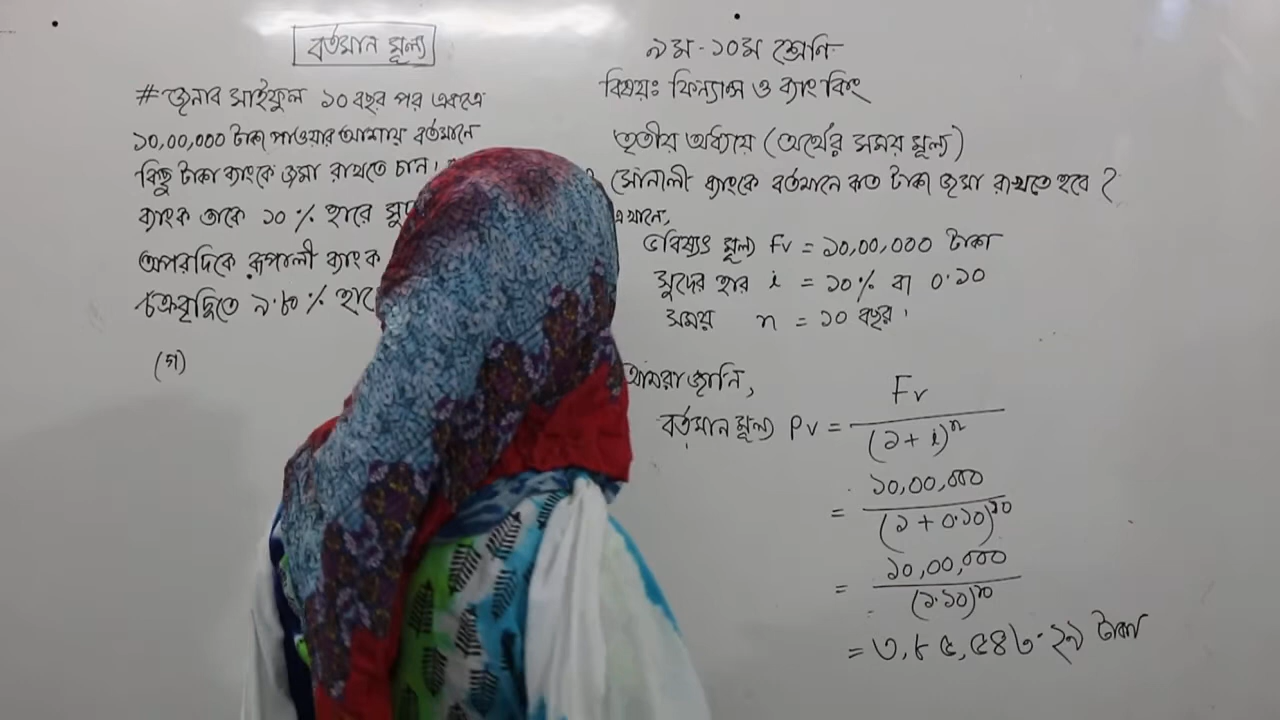 বর্তমান মূল্য
# জনাব সাইফুল ১০ বছর পর একত্রে
১০,০০,০০০ টাকা পাওয়ার আশায় বর্তমানে
কিছু টাকা ব্যাংকে জমা রাখতে চান।
ব্যাংক তাকে ১০ % হারে
অপরদিকে রূপালী ব্যাংক
চক্রবৃদ্ধিতে ৯.৮০ %
(গ)
৯ম - ১০ম শ্রেণি
বিষয়ঃ ফিন্যান্স ও ব্যাংকিং
তৃতীয় অধ্যায় (অর্থের সময় মূল্য)
সোনালী ব্যাংকে বর্তমানে কত টাকা জমা রাখতে হবে ?
এখানে,
ভবিষ্যৎ মূল্য Fv = ১০,০০,০০০ টাকা
সুদের হার i = ১০% বা ০.১০
সময় n = ১০ বছর।
আমরা জানি,
বর্তমান মূল্য Pv = Fv / (১ + i)^n
= ১০,০০,০০০ / (১ + ০.১০)^১০
= ১০,০০,০০০ / (১.১০)^১০
= ৩,৮৫,৫৪৩.২৯ টাকা